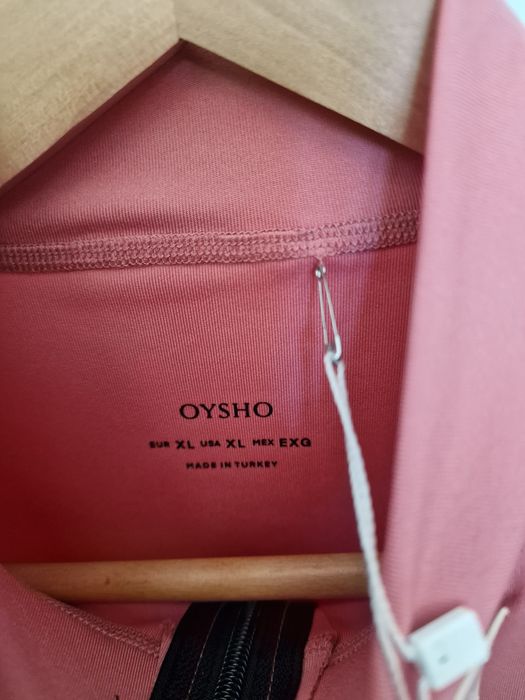 OYSHO
EUR XL USA XL MEX EXG
MADE IN TURKEY